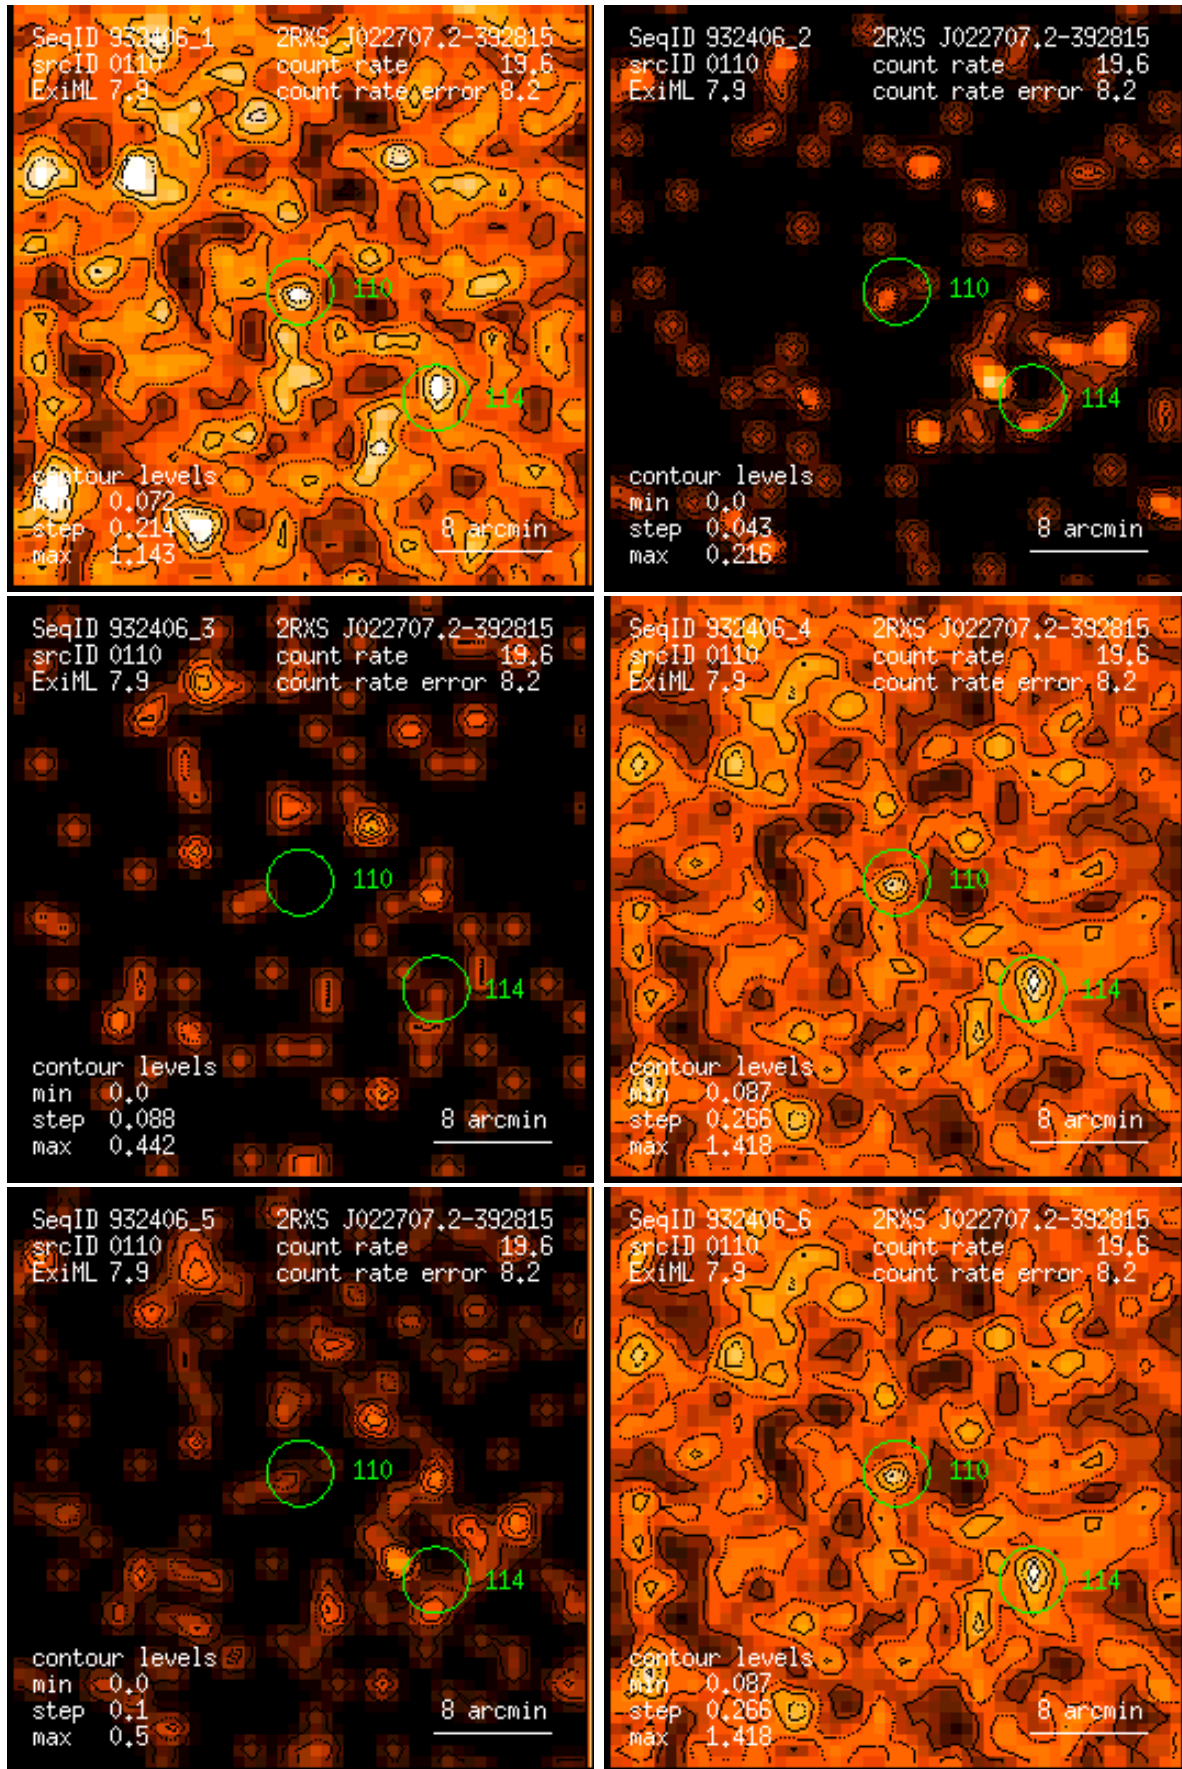 SeqID 932406_1 2RXS J022707.2-392815
srcID 0110 count rate 19.6
ExiML 7.9 count rate error 8.2
110
114
contour levels
min 0.072
step 0.214 8 arcmin
max 1.143
SeqID 932406_2 2RXS J022707.2-392815
srcID 0110 count rate 19.6
ExiML 7.9 count rate error 8.2
110
114
contour levels
min 0.0
step 0.043 8 arcmin
max 0.216
SeqID 932406_3 2RXS J022707.2-392815
srcID 0110 count rate 19.6
ExiML 7.9 count rate error 8.2
110
114
contour levels
min 0.0
step 0.088 8 arcmin
max 0.442
SeqID 932406_4 2RXS J022707.2-392815
srcID 0110 count rate 19.6
ExiML 7.9 count rate error 8.2
110
114
contour levels
min 0.087
step 0.266 8 arcmin
max 1.418
SeqID 932406_5 2RXS J022707.2-392815
srcID 0110 count rate 19.6
ExiML 7.9 count rate error 8.2
110
114
contour levels
min 0.0
step 0.1 8 arcmin
max 0.5
SeqID 932406_6 2RXS J022707.2-392815
srcID 0110 count rate 19.6
ExiML 7.9 count rate error 8.2
110
114
contour levels
min 0.087
step 0.266 8 arcmin
max 1.418